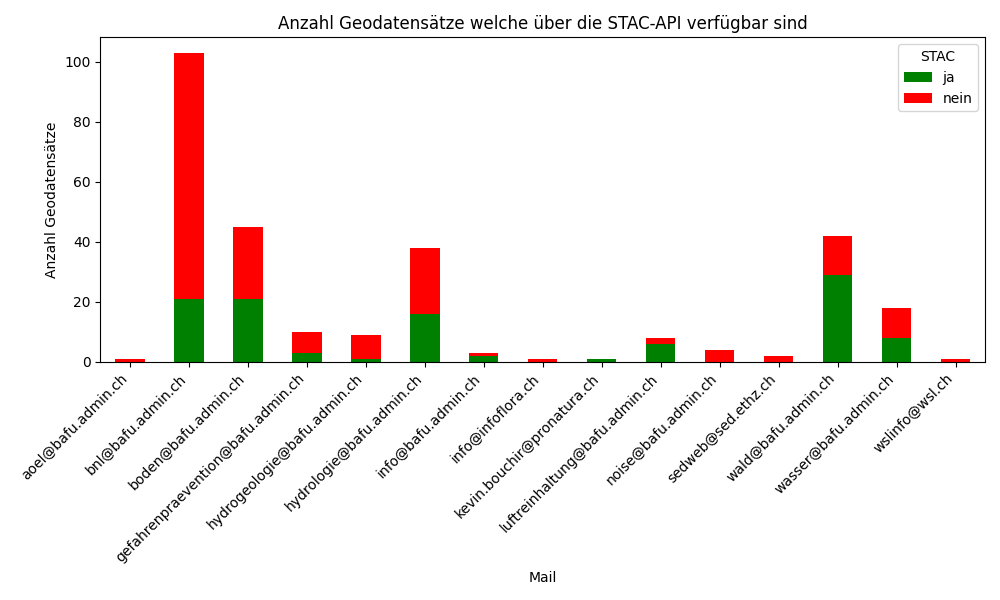 Anzahl Geodatensätze welche über die STAC-API verfügbar sind
STAC
ja
nein
Anzahl Geodatensätze
100
80
60
40
20
0
aoel@bafu.admin.ch
bnl@bafu.admin.ch
boden@bafu.admin.ch
gefahrenpraevention@bafu.admin.ch
hydrogeologie@bafu.admin.ch
hydrologie@bafu.admin.ch
info@bafu.admin.ch
info@infoflora.ch
kevin.bouchir@pronatura.ch
luftreinhaltung@bafu.admin.ch
noise@bafu.admin.ch
sedweb@sed.ethz.ch
wald@bafu.admin.ch
wasser@bafu.admin.ch
wslinfo@wsl.ch
Mail